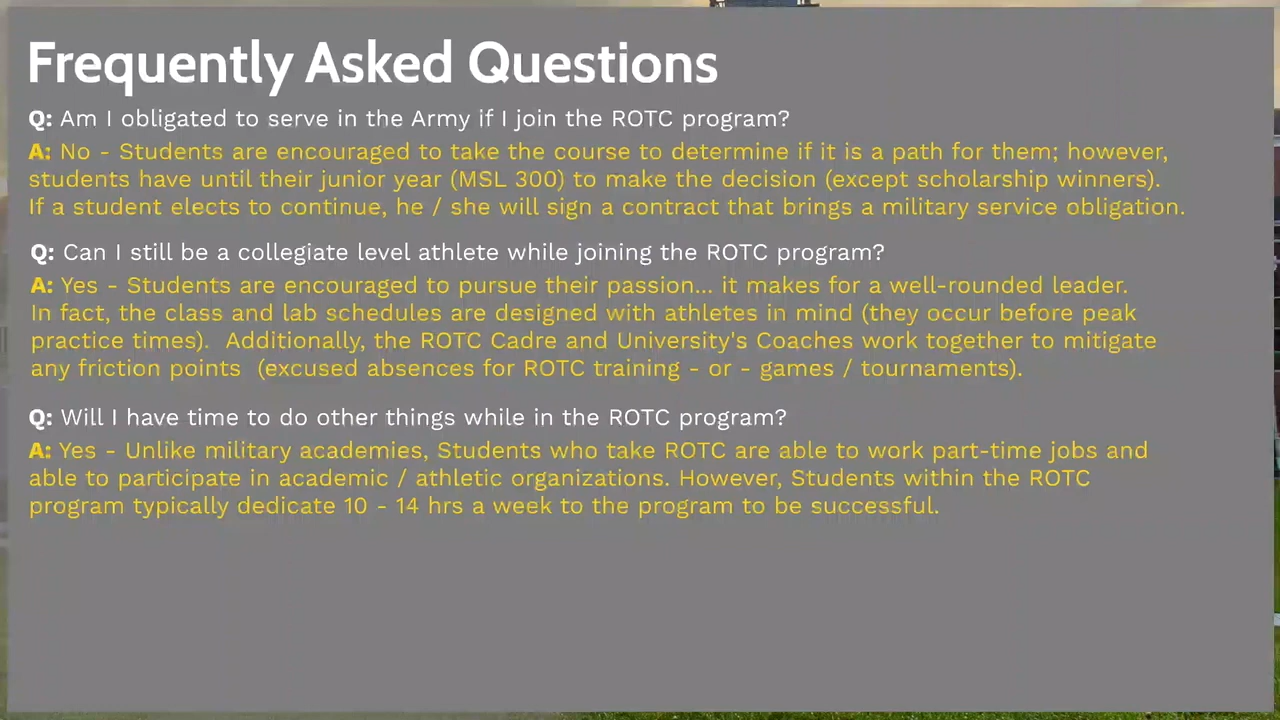 Frequently Asked Questions
Q: Am I obligated to serve in the Army if I join the ROTC program?
A: No - Students are encouraged to take the course to determine if it is a path for them; however,
students have until their junior year (MSL 300) to make the decision (except scholarship winners).
If a student elects to continue, he / she will sign a contract that brings a military service obligation.
Q: Can I still be a collegiate level athlete while joining the ROTC program?
A: Yes - Students are encouraged to pursue their passion... it makes for a well-rounded leader.
In fact, the class and lab schedules are designed with athletes in mind (they occur before peak
practice times).  Additionally, the ROTC Cadre and University's Coaches work together to mitigate
any friction points  (excused absences for ROTC training - or - games / tournaments).
Q: Will I have time to do other things while in the ROTC program?
A: Yes - Unlike military academies, Students who take ROTC are able to work part-time jobs and
able to participate in academic / athletic organizations. However, Students within the ROTC
program typically dedicate 10 - 14 hrs a week to the program to be successful.